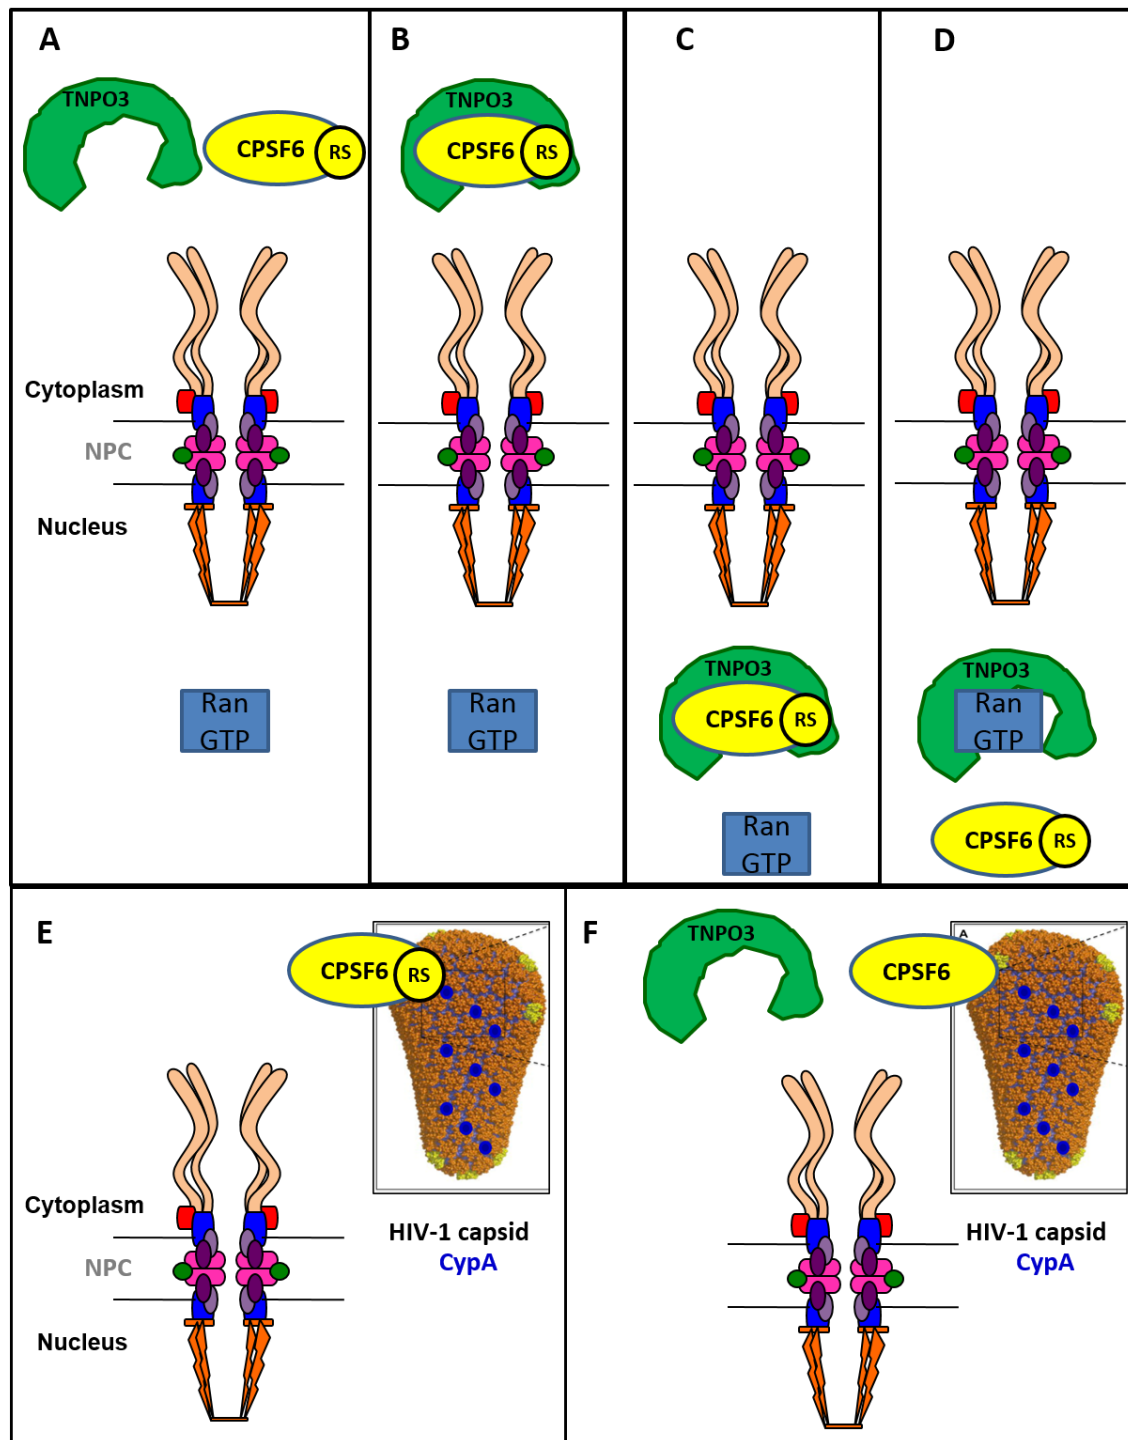 A
B
C
D
TNPO3
CPSF6
RS
TNPO3
CPSF6
RS
Cytoplasm
NPC
Nucleus
Ran
GTP
Ran
GTP
TNPO3
CPSF6
RS
Ran
GTP
TNPO3
Ran
GTP
CPSF6
RS
E
CPSF6
RS
HIV-1 capsid
CypA
Cytoplasm
NPC
Nucleus
F
TNPO3
CPSF6
A
HIV-1 capsid
CypA